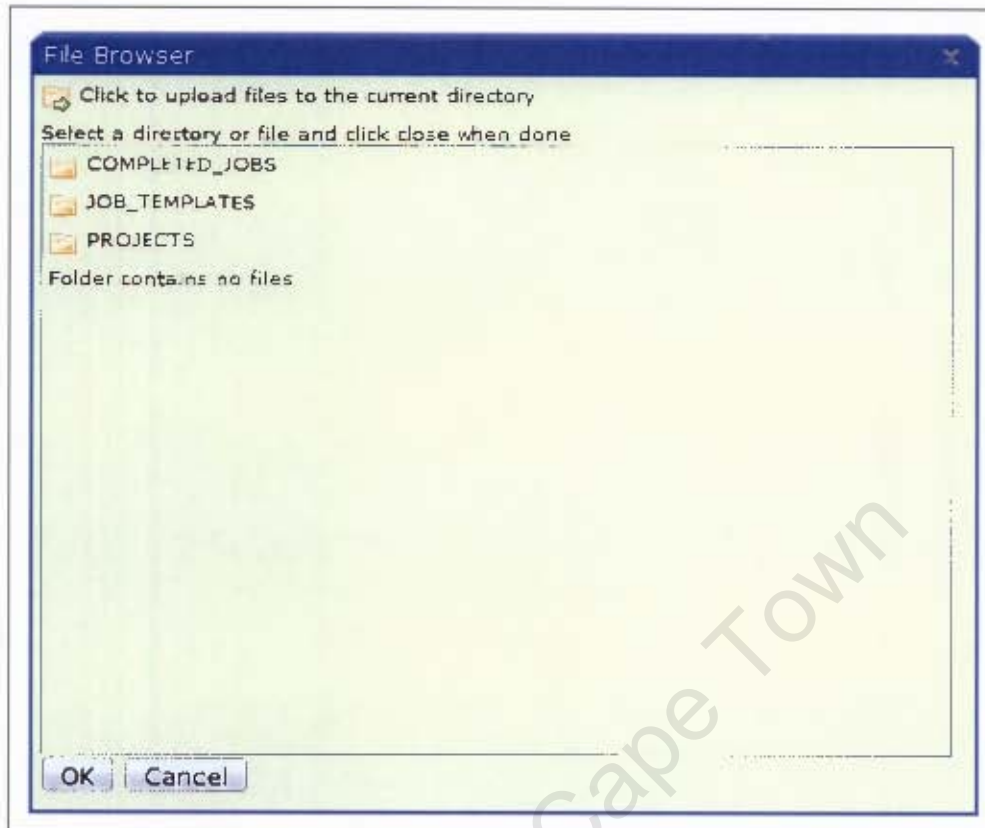 File Browser
Click to upload files to the current directory
Select a directory or file and click close when done
COMPLETED_JOBS
JOB_TEMPLATES
PROJECTS
Folder contains no files
OK Cancel
Cape Town